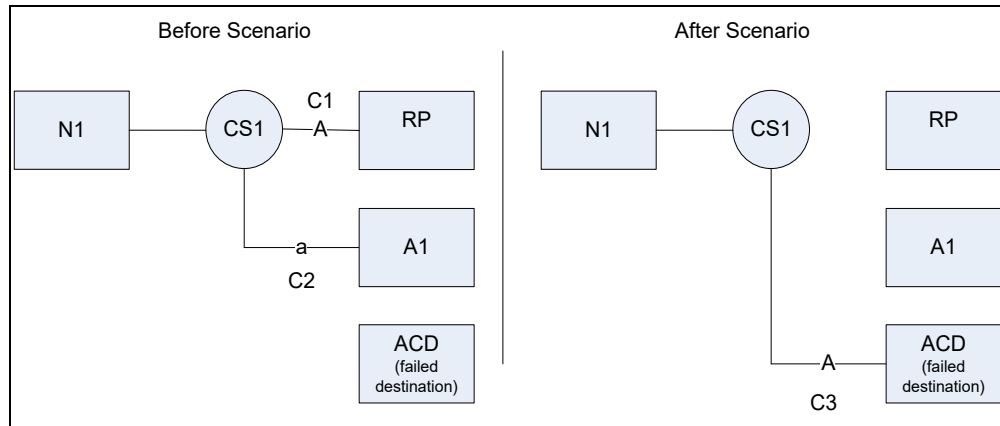 Before Scenario
After Scenario
N1
CS1
C1
A
RP
a
C2
A1
ACD
(failed
destination)
N1
CS1
RP
A1
A
C3
ACD
(failed
destination)